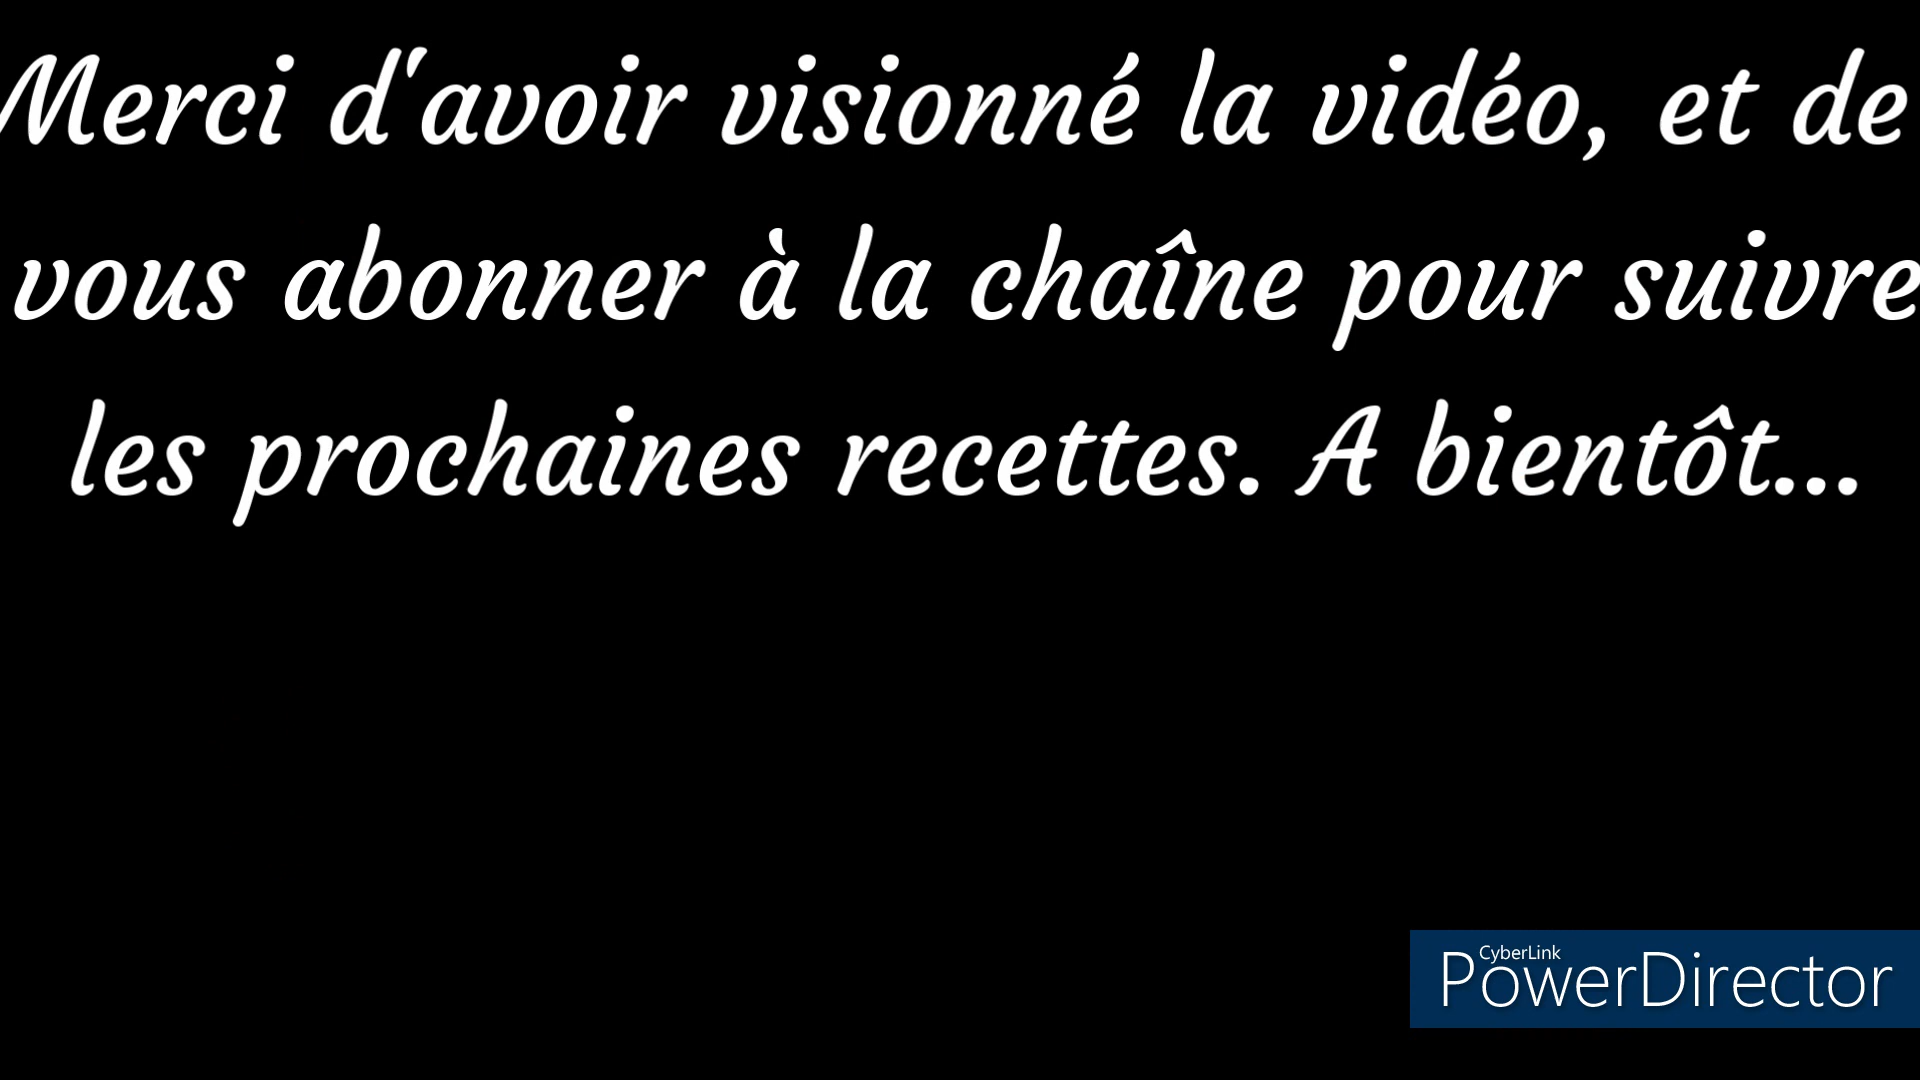 Merci d'avoir visionné la vidéo, et de
vous abonner à la chaîne pour suivre
les prochaines recettes. A bientôt...
CyberLink
PowerDirector